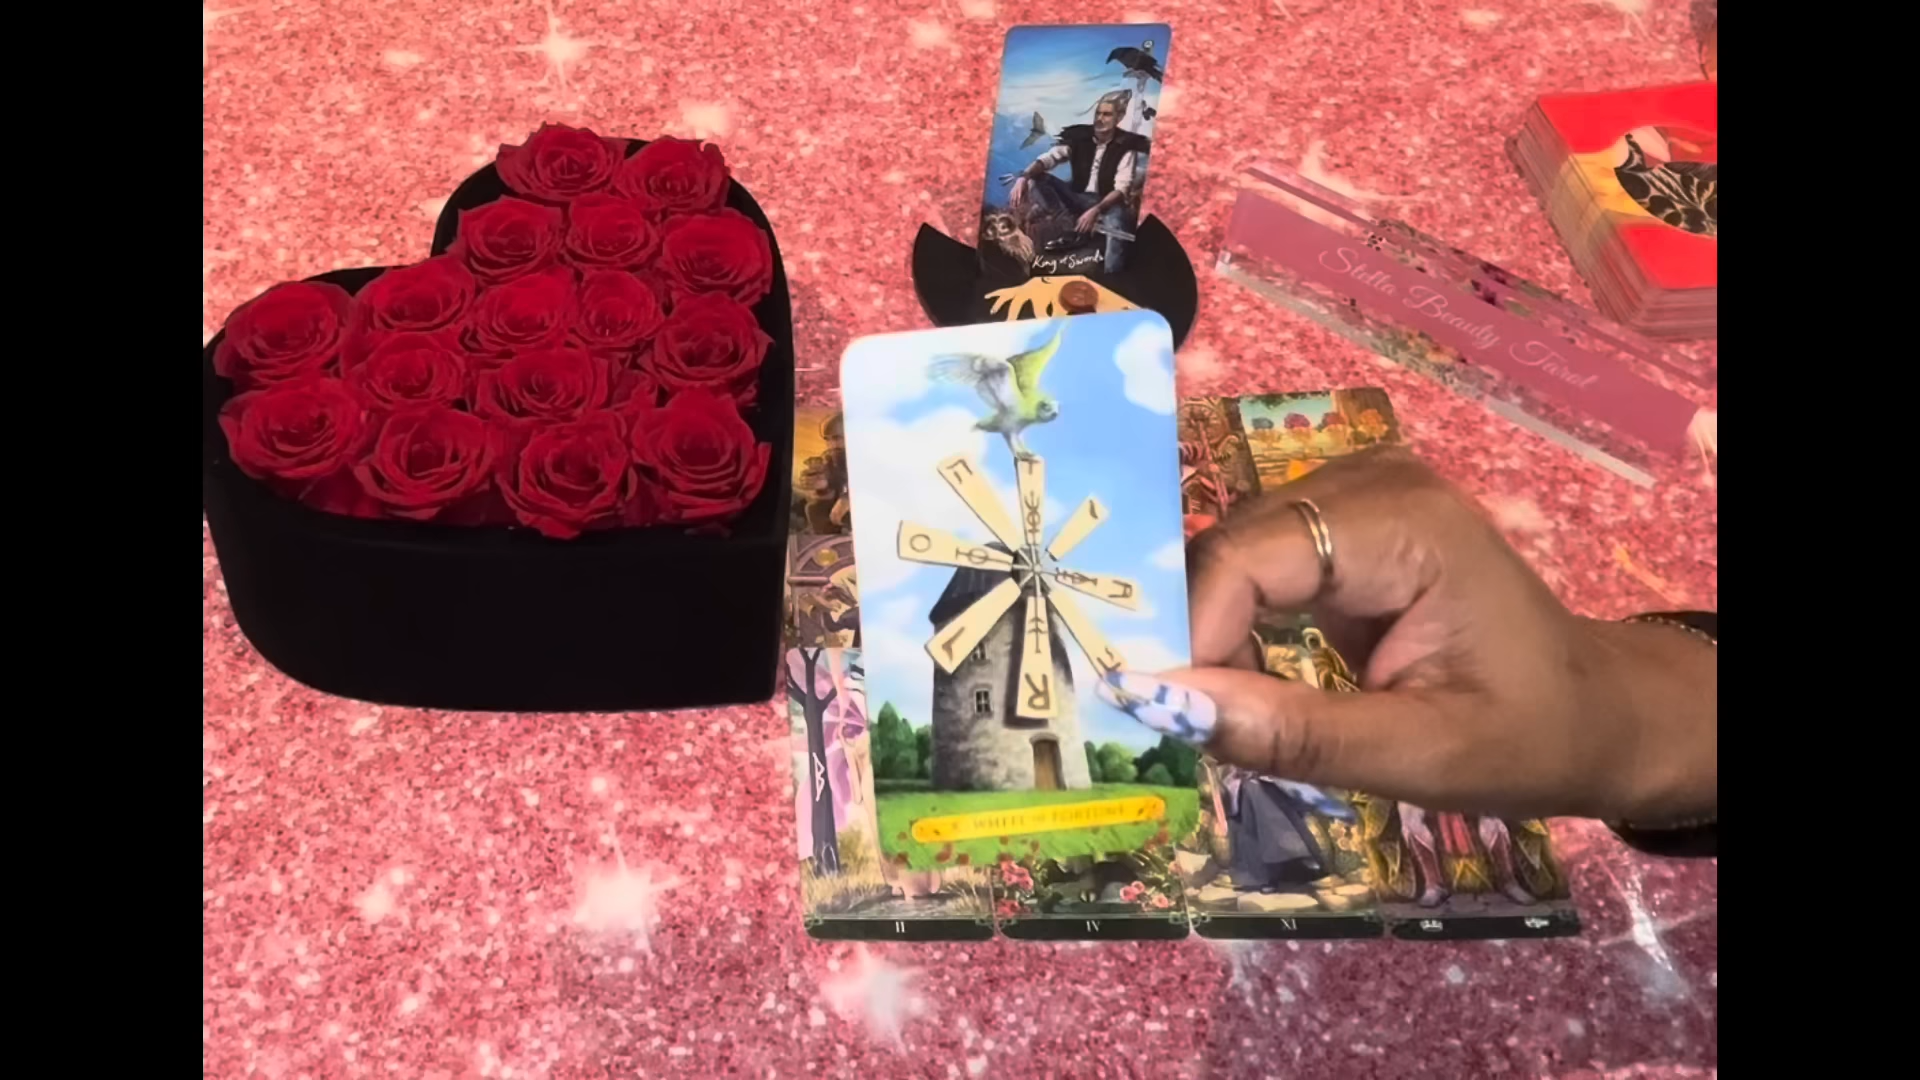 King of Swords
Stella Beauty Tarot
X WHEEL OF FORTUNE
II
IV
XI